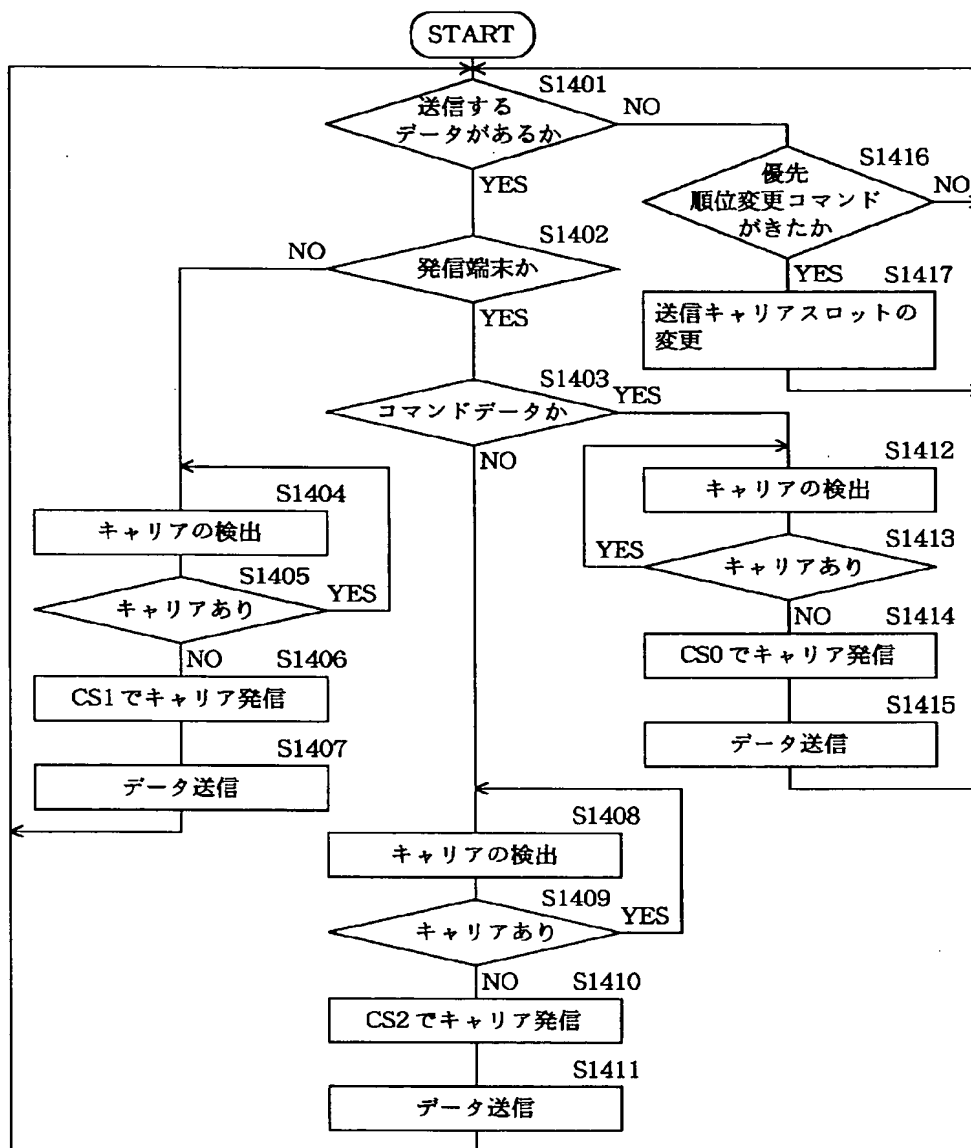 START
S1401
送信する
データがあるか
NO
YES
S1416
優先
順位変更コマンド
がきたか
NO
YES
S1417
送信キャリアスロットの
変更
S1402
発信端末か
NO
YES
S1403
コマンドデータか
YES
NO
S1404
キャリアの検出
S1405
キャリアあり
YES
NO
S1406
CS1でキャリア発信
S1407
データ送信
S1412
キャリアの検出
S1413
キャリアあり
YES
NO
S1414
CS0でキャリア発信
S1415
データ送信
S1408
キャリアの検出
S1409
キャリアあり
YES
NO
S1410
CS2でキャリア発信
S1411
データ送信